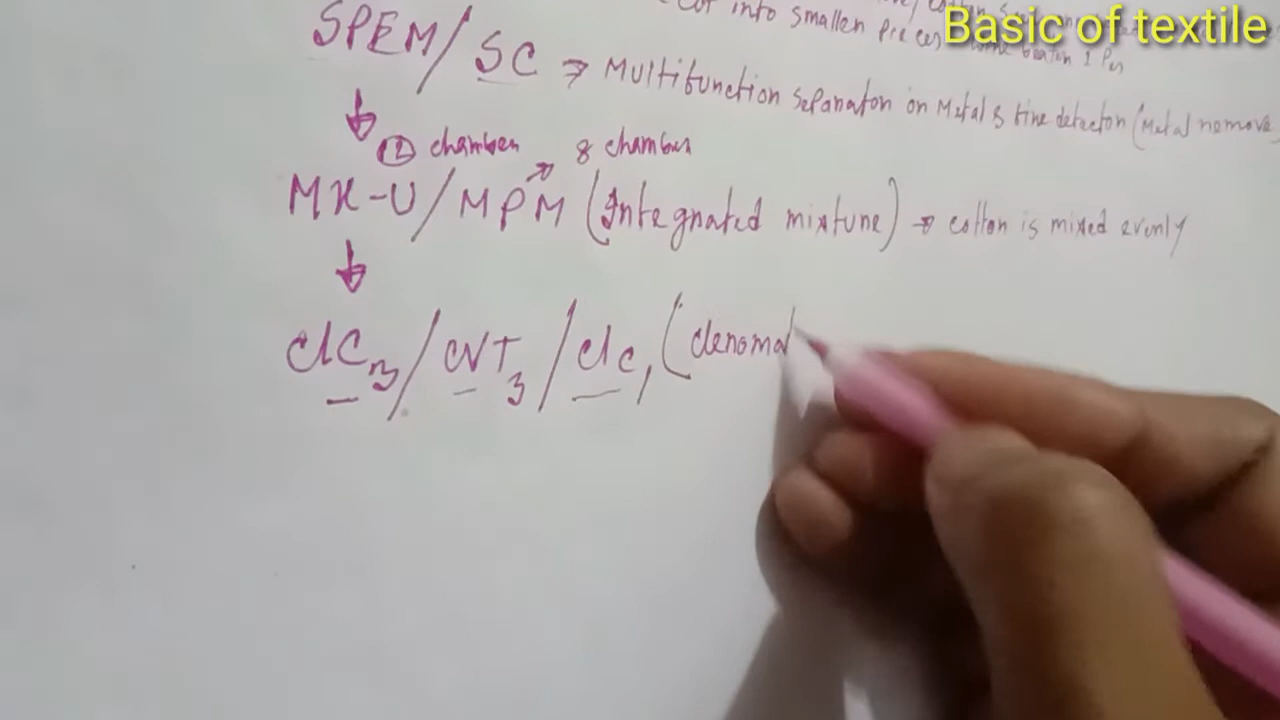 Basic of textile
cut into smaller pieces
SPEM/SC → Multifunction separator on Metal & fire detector (Metal remove
↓
12 chamber 8 chamber
MX-U/MPM (Integrated mixture) → cotton is mixed evenly
↓
CLC3/CVT3/CLC1 (clenomat